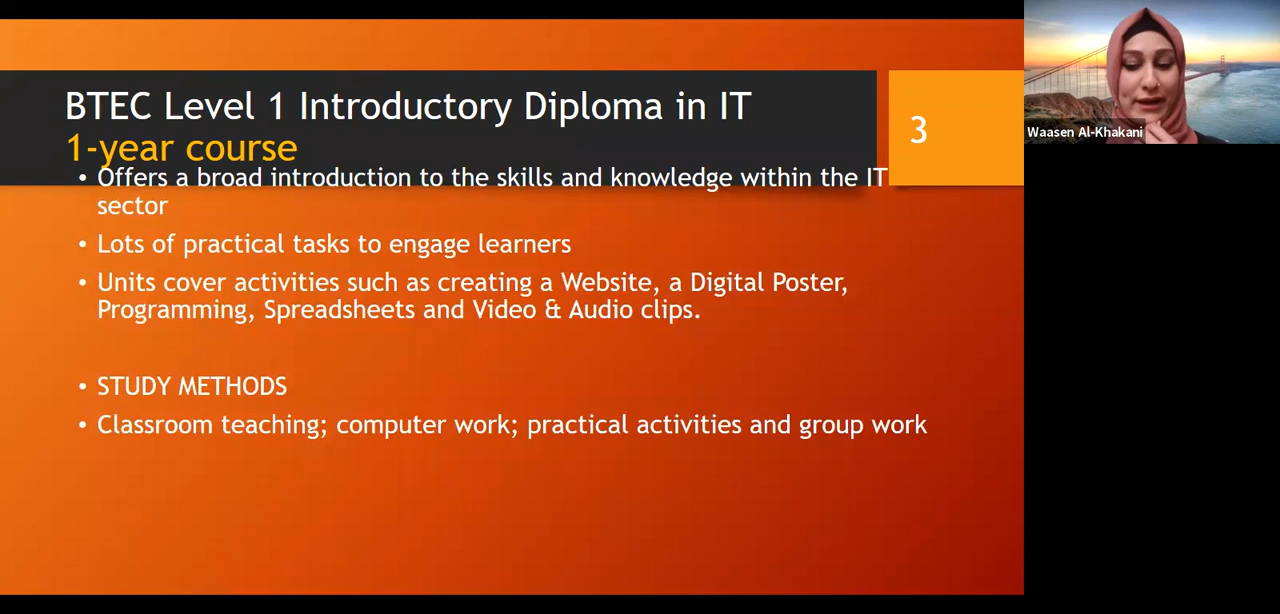 BTEC Level 1 Introductory Diploma in IT
1-year course
3
• Offers a broad introduction to the skills and knowledge within the IT
sector
• Lots of practical tasks to engage learners
• Units cover activities such as creating a Website, a Digital Poster,
Programming, Spreadsheets and Video & Audio clips.
• STUDY METHODS
• Classroom teaching; computer work; practical activities and group work
Waasen Al-Khakani